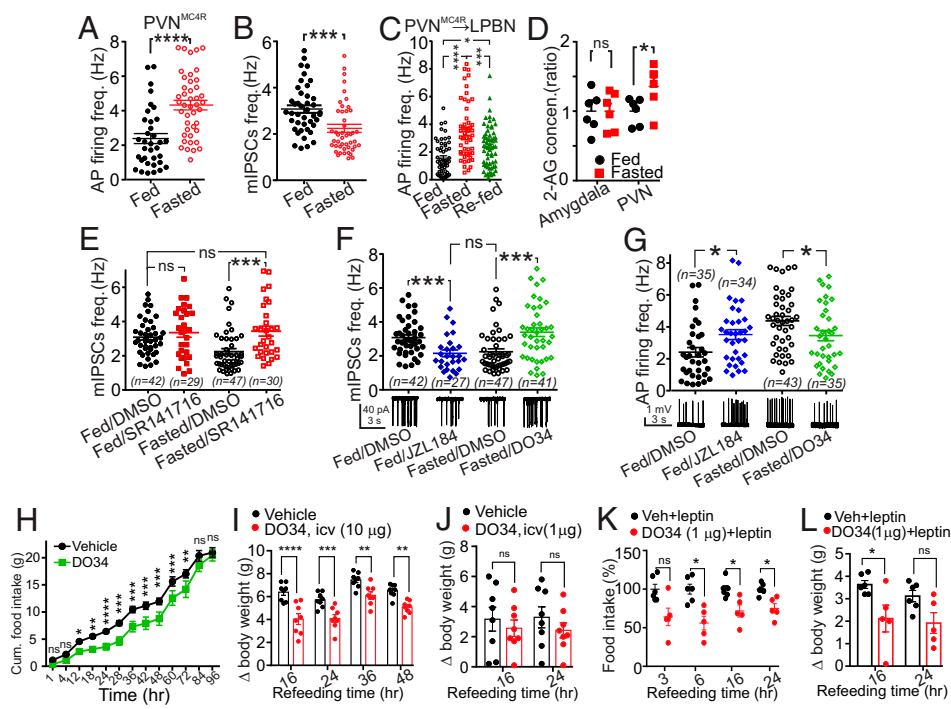 A PVN^MC4R
AP firing freq. (Hz)
8
6
4
2
0
****
Fed
Fasted
B
mIPSCs freq.(Hz)
6
4
2
0
***
Fed
Fasted
C PVN^MC4R→LPBN
AP firing freq. (Hz)
10
8
6
4
2
0
*
****
***
Fed
Fasted
Re-fed
D
2-AG concen.(ratio)
2
1
0
ns
*
Fed
Fasted
Amygdala
PVN
E
mIPSCs freq. (Hz)
8
6
4
2
0
ns
ns
***
(n=42)
(n=29)
(n=47)
(n=30)
Fed/DMSO
Fed/SR141716
Fasted/DMSO
Fasted/SR141716
F
mIPSCs freq. (Hz)
8
6
4
2
0
ns
***
***
(n=42)
(n=27)
(n=47)
(n=41)
40 pA
3 s
Fed/DMSO
Fed/JZL184
Fasted/DMSO
Fasted/DO34
G
AP firing freq. (Hz)
10
8
6
4
2
0
*
*
(n=35)
(n=34)
(n=43)
(n=35)
1 mV
3 s
Fed/DMSO
Fed/JZL184
Fasted/DMSO
Fasted/DO34
H
Cum. food intake (g)
20
15
10
5
0
Vehicle
DO34
ns
ns
*
**
****
****
***
***
***
****
**
ns
ns
1
4
12
18
24
28
36
42
48
60
72
84
96
Time (hr)
I
Vehicle
DO34, icv (10 µg)
Δ body weight (g)
10
8
6
4
2
0
****
***
**
**
16
24
36
48
Refeeding time (hr)
J
Vehicle
DO34, icv(1µg)
Δ body weight (g)
8
6
4
2
0
ns
ns
16
24
Refeeding time (hr)
K
Veh+leptin
DO34 (1 µg)+leptin
Food intake (%)
150
100
50
0
ns
*
*
*
3
6
16
24
Refeeding time (hr)
L
Veh+leptin
DO34(1µg)+leptin
Δ body weight (g)
5
4
3
2
1
0
*
ns
16
24
Refeeding time (hr)